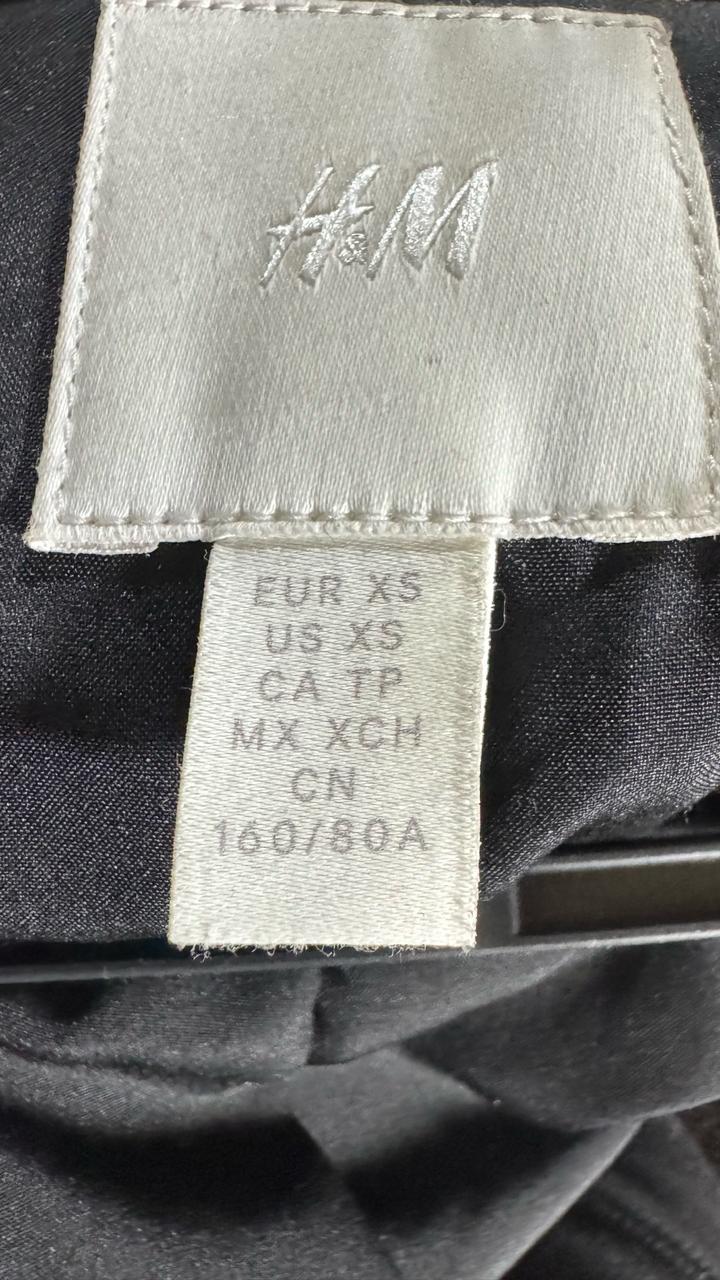 H&M
EUR XS
US XS
CA TP
MX XCH
CN
160/80A